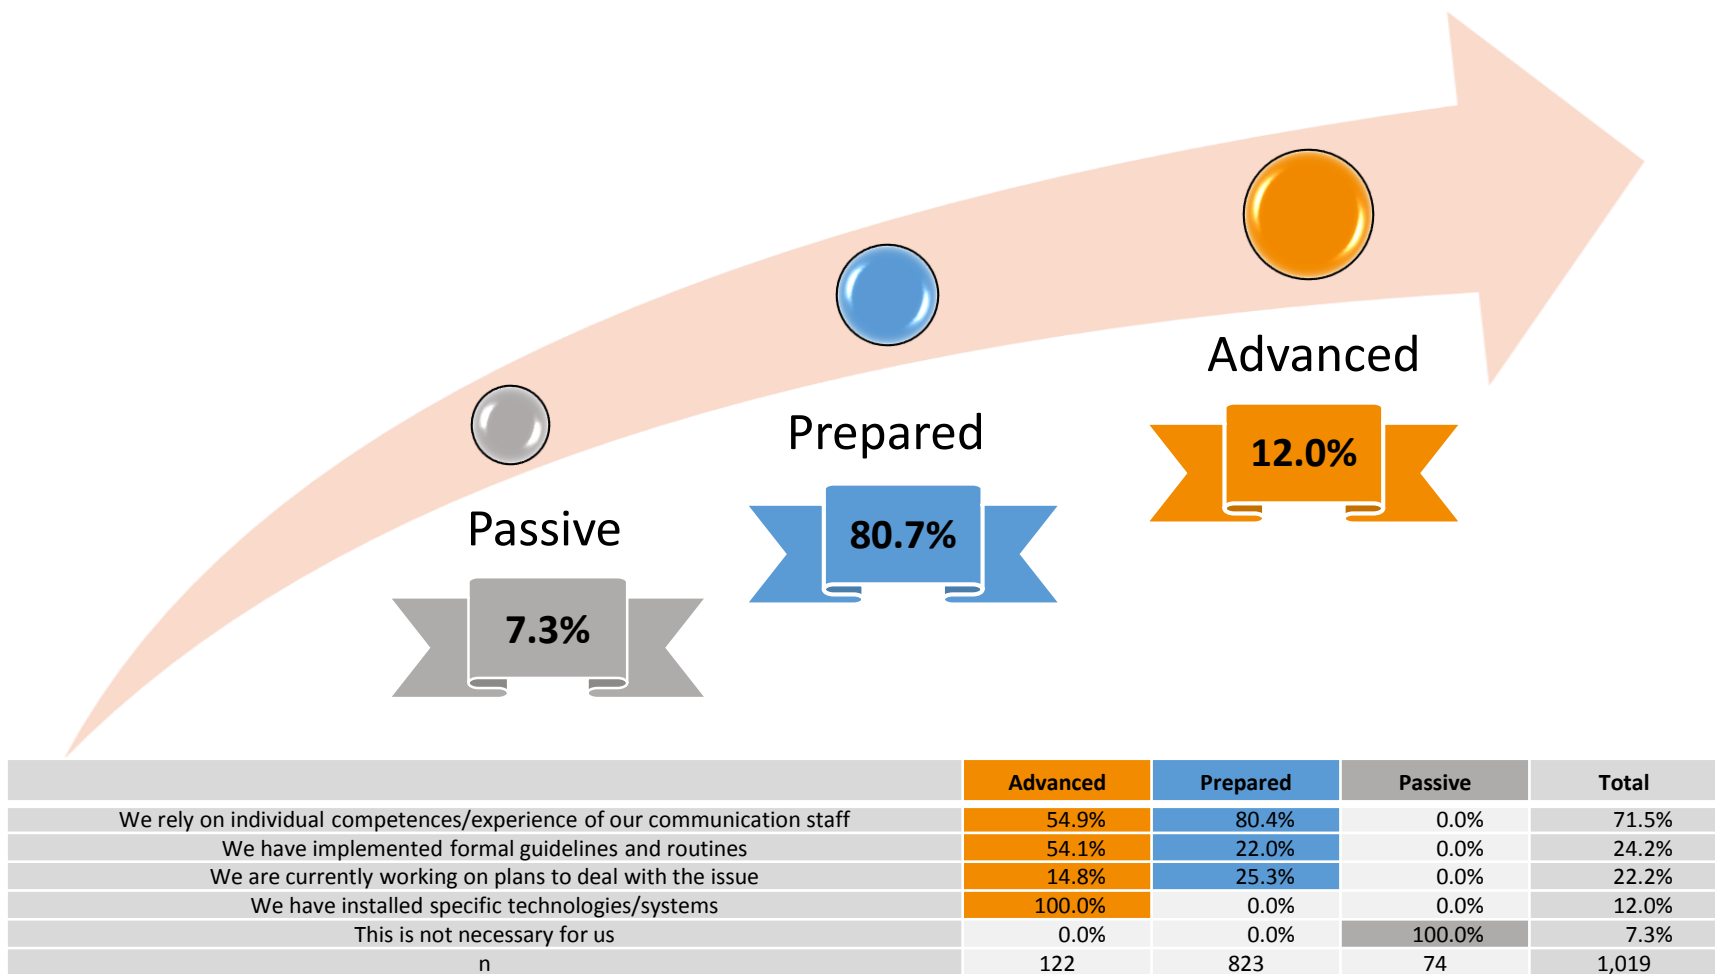 Advanced
12.0%
Prepared
80.7%
Passive
7.3%
Advanced Prepared Passive Total
We rely on individual competences/experience of our communication staff 54.9% 80.4% 0.0% 71.5%
We have implemented formal guidelines and routines 54.1% 22.0% 0.0% 24.2%
We are currently working on plans to deal with the issue 14.8% 25.3% 0.0% 22.2%
We have installed specific technologies/systems 100.0% 0.0% 0.0% 12.0%
This is not necessary for us 0.0% 0.0% 100.0% 7.3%
n 122 823 74 1,019